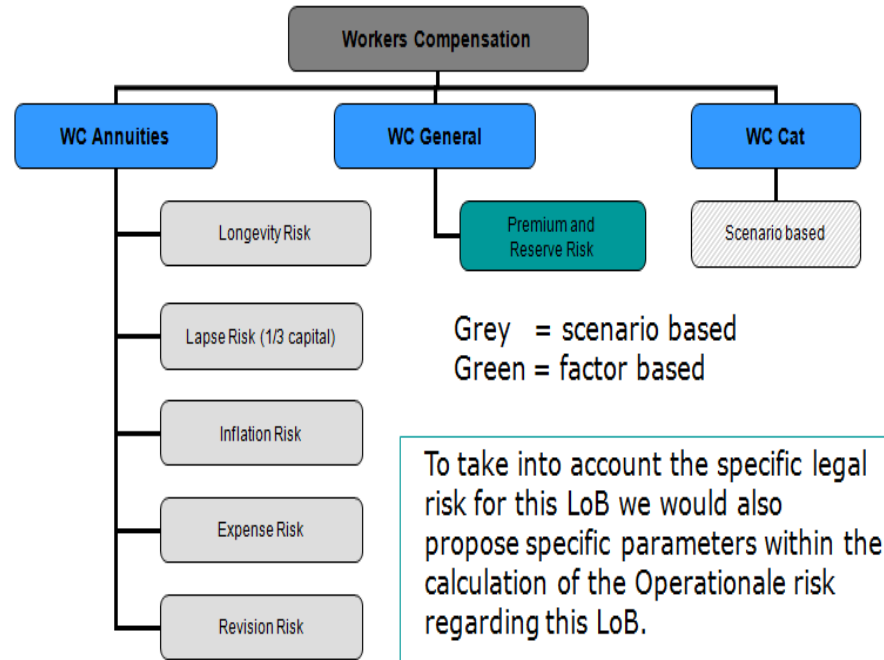 Workers Compensation
WC Annuities
WC General
WC Cat
Longevity Risk
Premium and
Reserve Risk
Scenario based
Lapse Risk (1/3 capital)
Grey = scenario based
Green = factor based
Inflation Risk
Expense Risk
Revision Risk
To take into account the specific legal
risk for this LoB we would also
propose specific parameters within the
calculation of the Operationale risk
regarding this LoB.